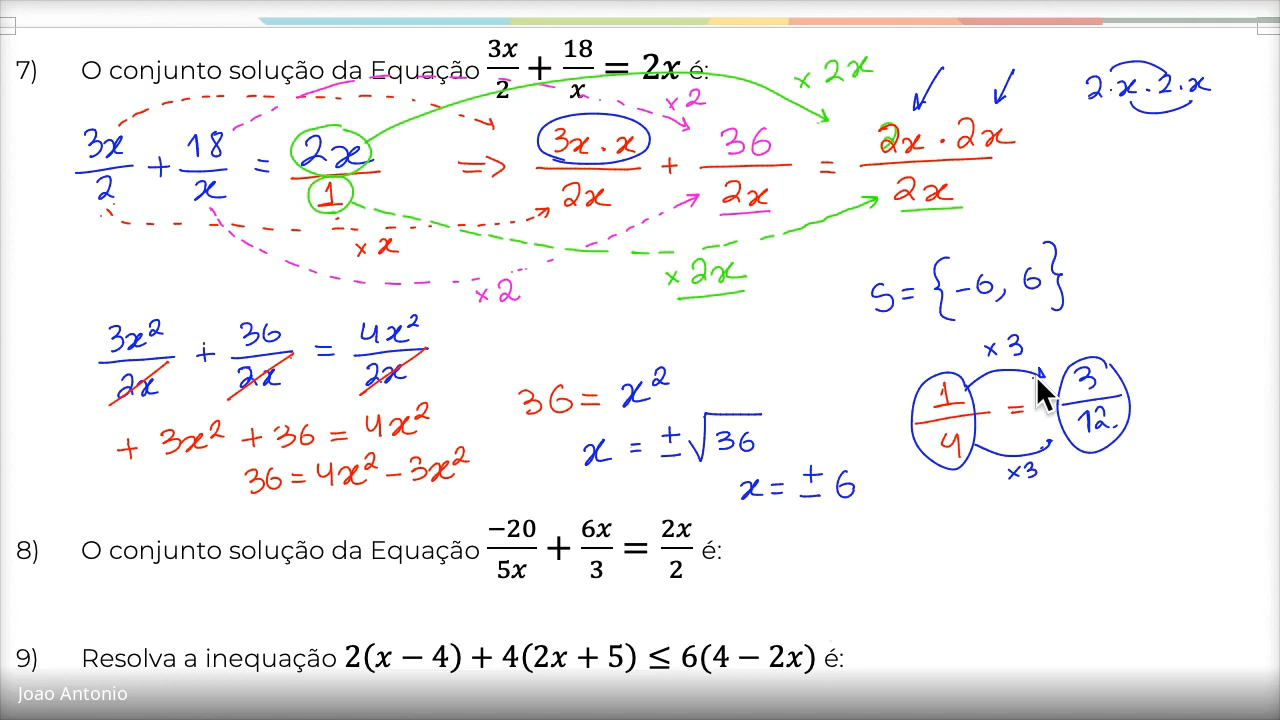 7) O conjunto solução da Equação 3x/2 + 18/x = 2x é:
× 2x
2·x·2·x
×2
3x/2 + 18/x = 2x/1 => 3x·x/2x + 36/2x = 2x·2x/2x
×x
×2
×2x
S = {-6, 6}
3x²/2x + 36/2x = 4x²/2x
×3
1/4 = 3/12.
×3
36 = x²
+ 3x² + 36 = 4x²
x = ±√36
36 = 4x² - 3x²
x = ± 6
8) O conjunto solução da Equação −20/5x + 6x/3 = 2x/2 é:
9) Resolva a inequação 2(x − 4) + 4(2x + 5) ≤ 6(4 − 2x) é:
Joao Antonio